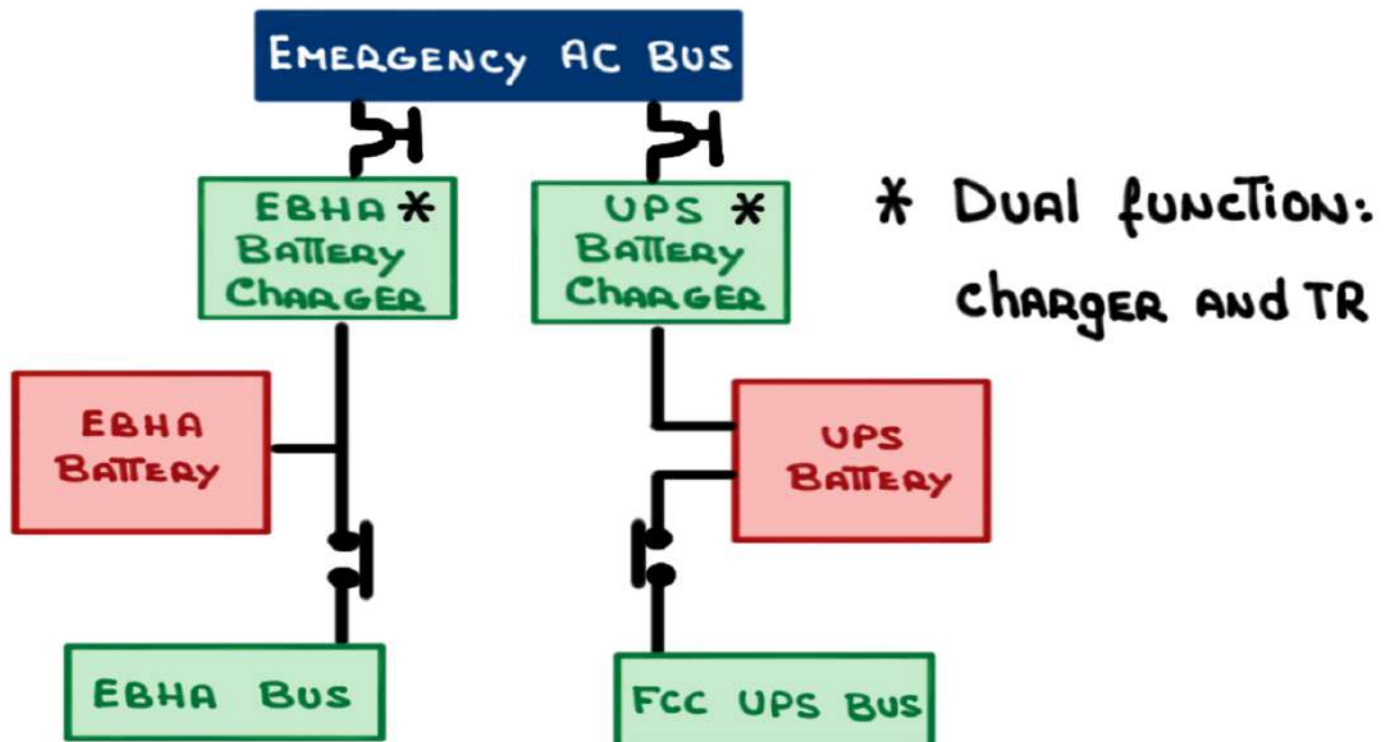 EMERGENCY AC BUS
EBHA *
BATTERY
CHARGER
UPS *
BATTERY
CHARGER
* DUAL fUNCTION:
ChARgER AND TR
EBHA
BATTERY
UPS
BATTERY
EBHA BUS
FCC UPS BUS